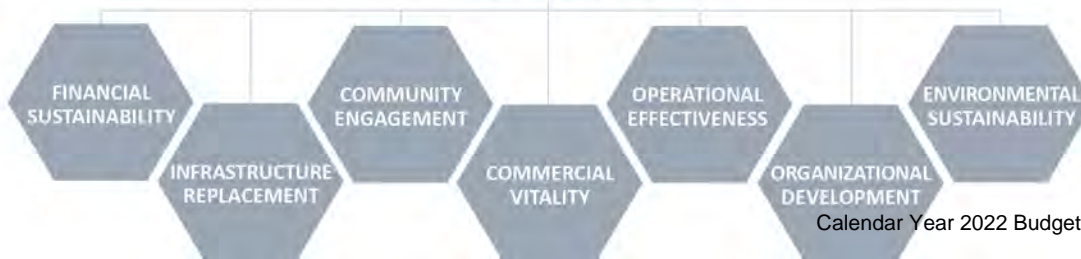 FINANCIAL
SUSTAINABILITY
INFRASTRUCTURE
REPLACEMENT
COMMUNITY
ENGAGEMENT
COMMERCIAL
VITALITY
OPERATIONAL
EFFECTIVENESS
ORGANIZATIONAL
DEVELOPMENT
ENVIRONMENTAL
SUSTAINABILITY
Calendar Year 2022 Budget